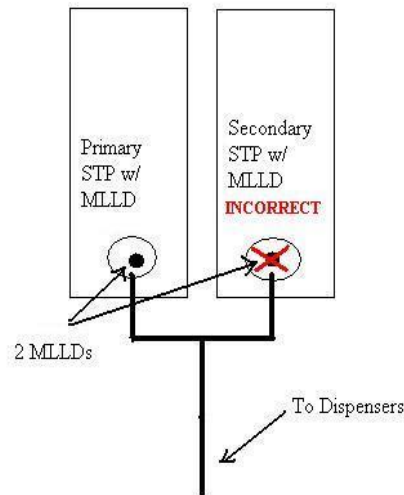 Primary
STP w/
MLLD
Secondary
STP w/
MLLD
INCORRECT
2 MLLDs
To Dispensers